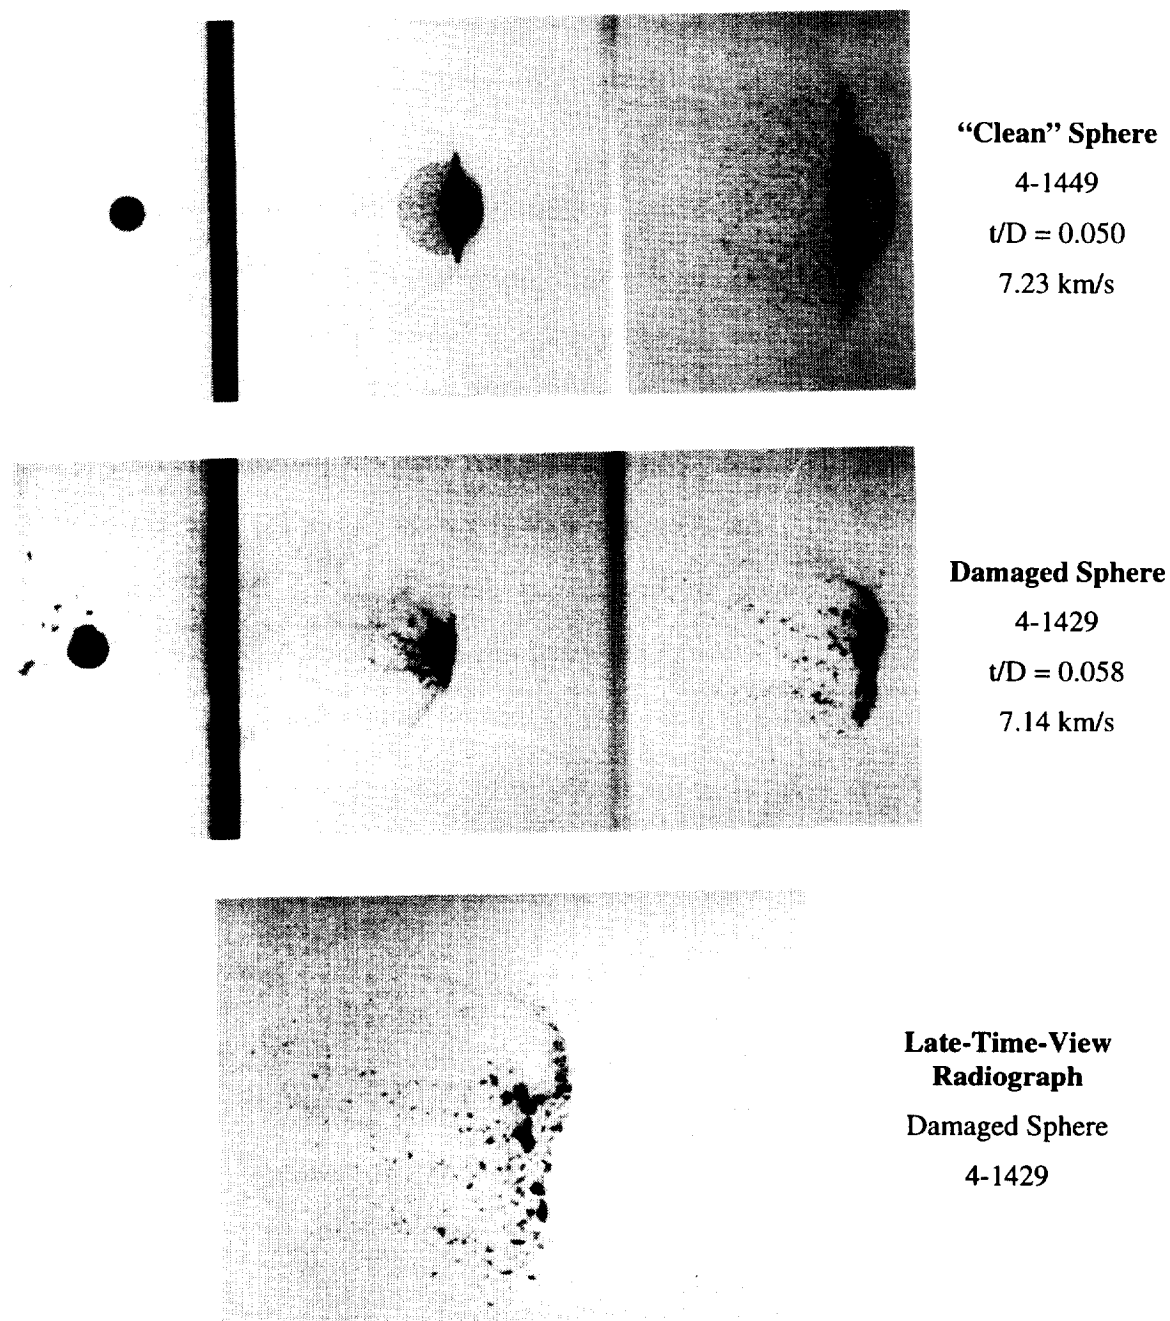 “Clean” Sphere
4-1449
t/D = 0.050
7.23 km/s
Damaged Sphere
4-1429
t/D = 0.058
7.14 km/s
Late-Time-View
Radiograph
Damaged Sphere
4-1429